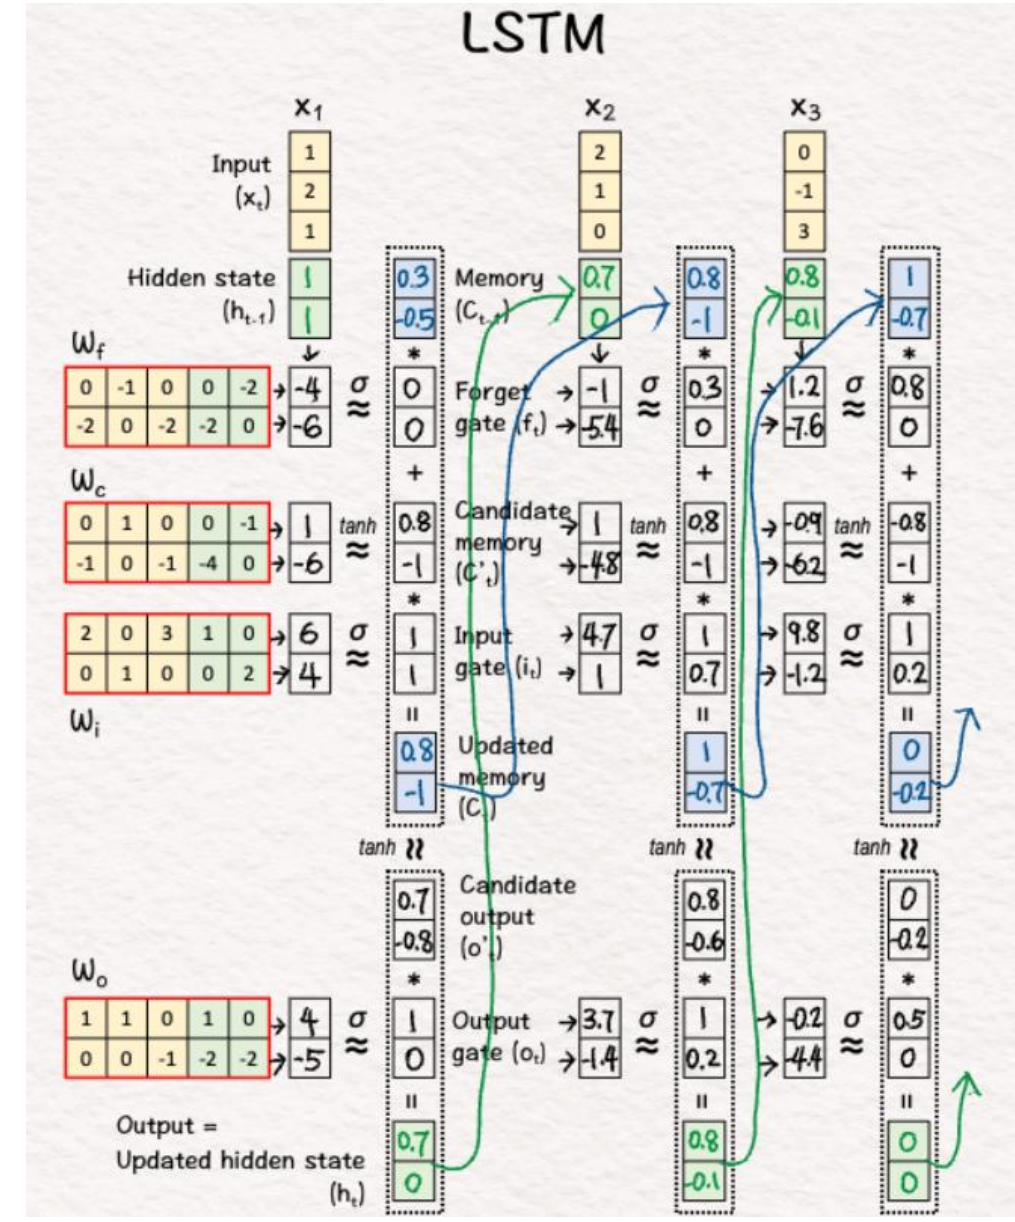 LSTM
x₁ x₂ x₃
Input 1 2 0
(xₜ) 2 1 -1
1 0 3
Hidden state 1 0.3 Memory 0.7 0.8 0.8 1
(hₜ₋₁) 1 -0.5 (Cₜ₋₁) 0 -1 -0.1 -0.7
↓ * ↓ * ↓ *
W_f
0 -1 0 0 -2 → -4 σ ≈ 0 Forget → -1 σ ≈ 0.3 → 1.2 σ ≈ 0.8
-2 0 -2 -2 0 → -6 0 gate (fₜ) → -5.4 0 → -7.6 0
+ + +
W_c
0 1 0 0 -1 → 1 tanh ≈ 0.8 Candidate → 1 tanh ≈ 0.8 → -0.9 tanh ≈ -0.8
-1 0 -1 -4 0 → -6 -1 memory → -4.8 -1 → -6.2 -1
(C'ₜ)
* * *
2 0 3 1 0 → 6 σ ≈ 1 Input → 4.7 σ ≈ 1 → 9.8 σ ≈ 1
0 1 0 0 2 → 4 1 gate (iₜ) → 1 0.7 → -1.2 0.2
W_i
= = =
0.8 Updated 1 0
-1 memory -0.7 -0.2
(C)
tanh ≈ tanh ≈ tanh ≈
0.7 Candidate 0.8 0
-0.8 output -0.6 -0.2
(o'ₜ)
* * *
W_o
1 1 0 1 0 → 4 σ ≈ 1 Output → 3.7 σ ≈ 1 → -0.2 σ ≈ 0.5
0 0 -1 -2 -2 → -5 0 gate (oₜ) → -1.4 0.2 → -4.4 0
= = =
Output = 0.7 0.8 0
Updated hidden state 0 -0.1 0
(hₜ)